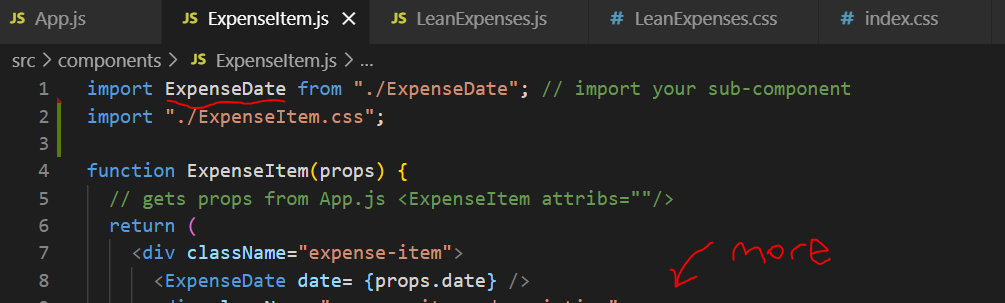 JS App.js JS ExpenseItem.js × JS LeanExpenses.js # LeanExpenses.css # index.css
src > components > JS ExpenseItem.js > ...
1 import ExpenseDate from "./ExpenseDate"; // import your sub-component
2 import "./ExpenseItem.css";
3
4 function ExpenseItem(props) {
5 // gets props from App.js <ExpenseItem attribs=""/>
6 return (
7 <div className="expense-item">
more
8 <ExpenseDate date= {props.date} />